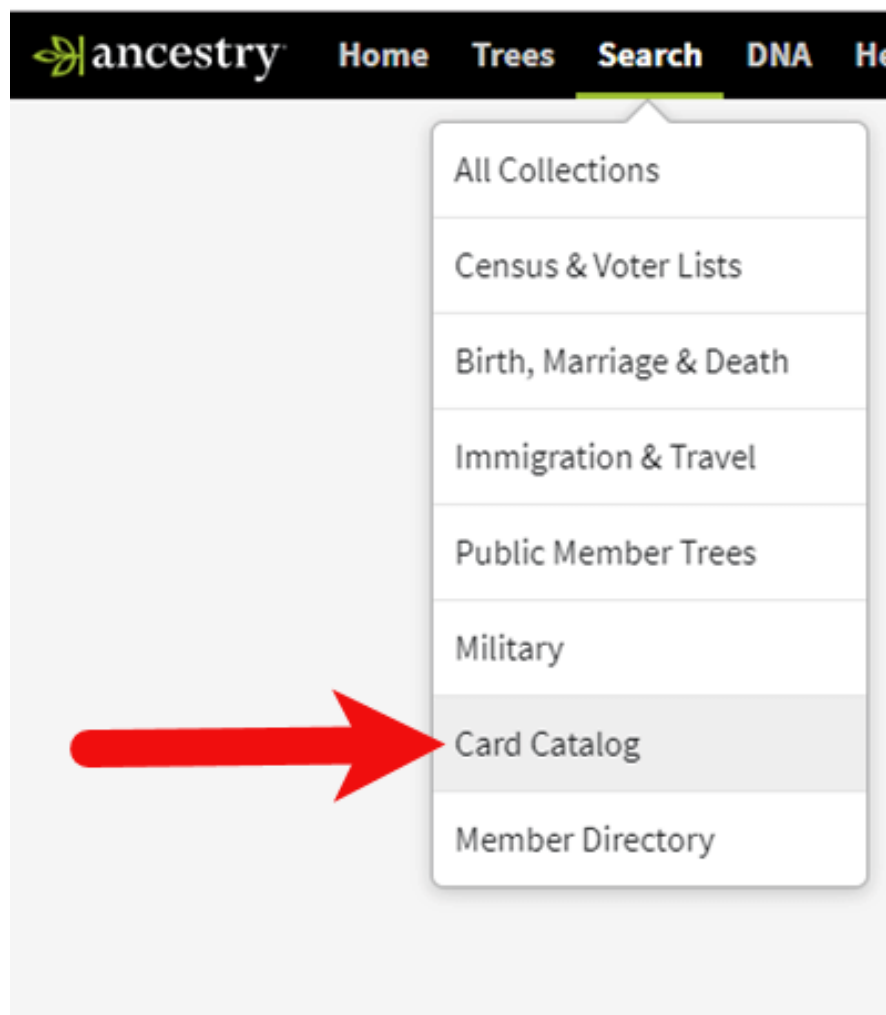 ancestry Home Trees Search DNA He
All Collections
Census & Voter Lists
Birth, Marriage & Death
Immigration & Travel
Public Member Trees
Military
Card Catalog
Member Directory